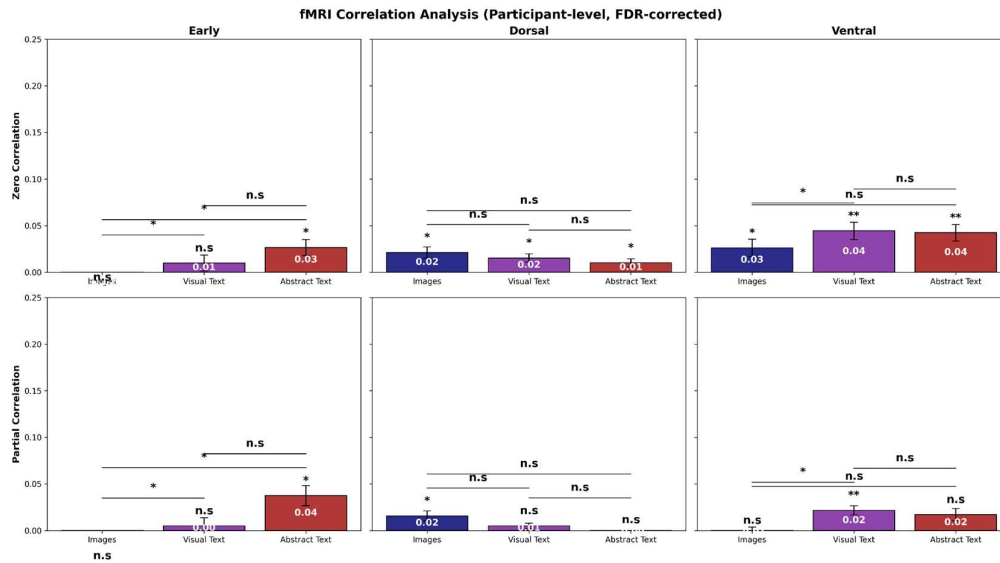 fMRI Correlation Analysis (Participant-level, FDR-corrected)
Early Dorsal Ventral
Zero Correlation
0.25
0.20
0.15
0.10
0.05
0.00
n.s
*
*
n.s
*
0.01
0.03
n.s
Visual Text
Abstract Text
n.s
n.s
n.s
*
*
*
0.02
0.02
0.01
Images
Visual Text
Abstract Text
n.s
*
n.s
*
**
**
0.03
0.04
0.04
Images
Visual Text
Abstract Text
Partial Correlation
0.25
0.20
0.15
0.10
0.05
0.00
n.s
*
*
n.s
*
0.00
0.04
Images
Visual Text
Abstract Text
n.s
n.s
n.s
n.s
*
n.s
n.s
0.02
0.01
Images
Visual Text
Abstract Text
n.s
*
n.s
n.s
**
n.s
0.02
0.02
Images
Visual Text
Abstract Text